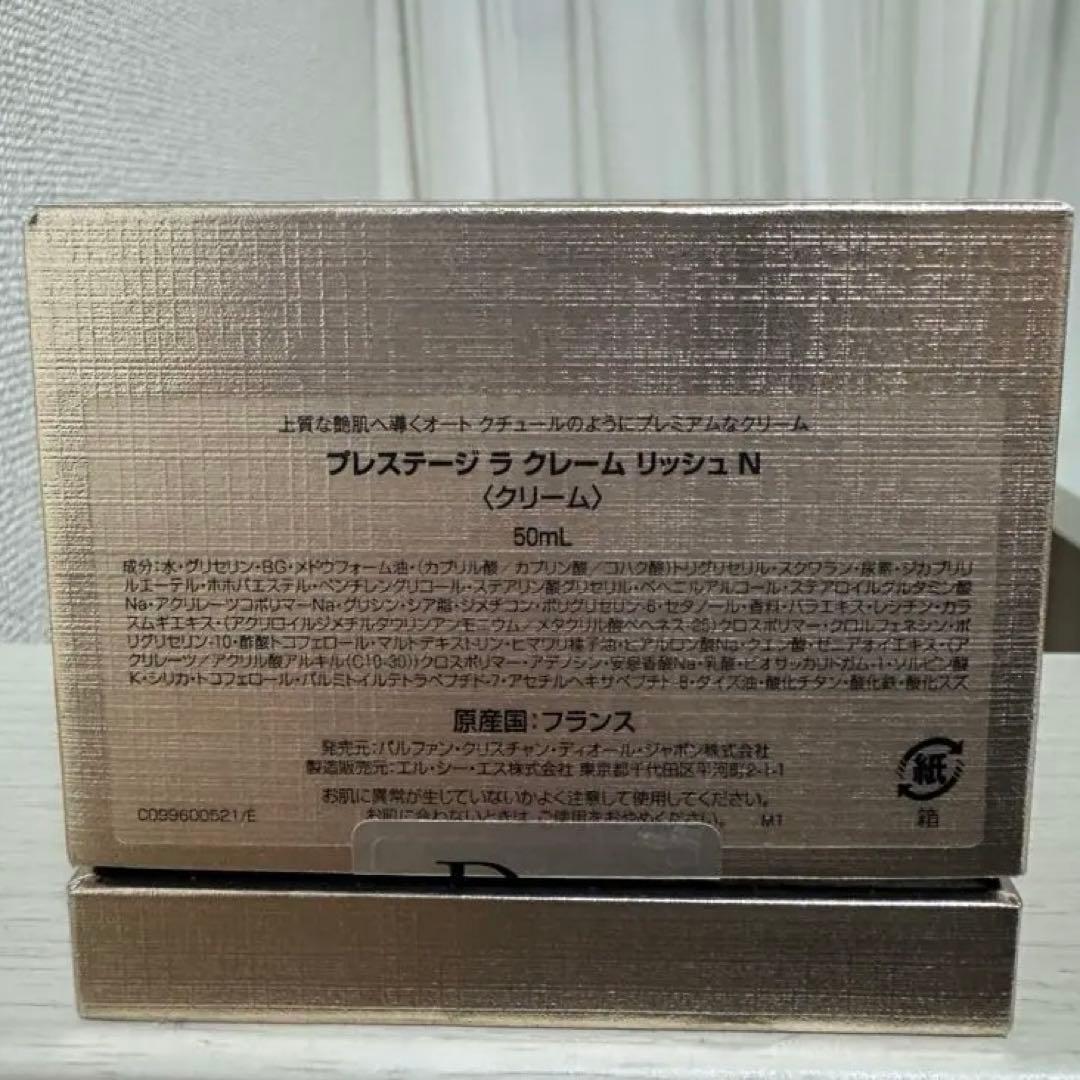 上質な艶肌へ導くオート クチュールのようにプレミアムなクリーム
プレステージ ラ クレーム リッシュ N
〈クリーム〉
50mL
成分:水・グリセリン・BG・メドウフォーム油・(カプリル酸/カプリン酸/コハク酸)トリグリセリル・スクワラン・尿素・ジカプリリ
ルエーテル・ホホバエステル・ペンチレングリコール・ステアリン酸グリセリル・ベヘニルアルコール・ステアロイルグルタミン酸
Na・アクリレーツコポリマーNa・グリシン・シア脂・ジメチコン・ポリグリセリン-6・セタノール・香料・バラエキス・レシチン・カラ
スムギエキス・(アクリロイルジメチルタウリンアンモニウム/メタクリル酸ベヘネス-25)クロスポリマー・クロルフェネシン・ポ
リグリセリン-10・酢酸トコフェロール・マルトデキストリン・ヒマワリ種子油・ヒアルロン酸Na・クエン酸・ゼニアオイエキス・(ア
クリレーツ/アクリル酸アルキル(C10-30))クロスポリマー・アデノシン・安息香酸Na・乳酸・ビオサッカリドガム-1・ソルビン酸
K・シリカ・トコフェロール・パルミトイルテトラペプチド-7・アセチルヘキサペプチド-8・ダイズ油・酸化チタン・酸化鉄・酸化スズ
原産国:フランス
発売元:パルファン・クリスチャン・ディオール・ジャポン株式会社
製造販売元:エル・シー・エス株式会社 東京都千代田区平河町2-1-1
お肌に異常が生じていないかよく注意して使用してください。
お肌に合わないときは、ご使用をおやめください。
C099600521/E
M1
紙
箱